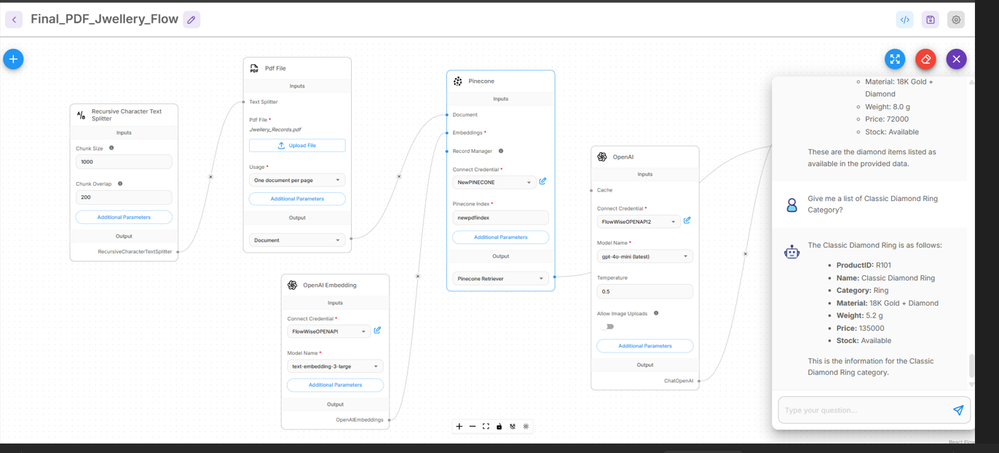 Final_PDF_Jwellery_Flow
Recursive Character Text
Splitter
Inputs
Chunk Size
1000
Chunk Overlap
200
Additional Parameters
Output
RecursiveCharacterTextSplitter
PDF
Pdf File
Inputs
Text Splitter
Pdf File *
Jwellery_Records.pdf
Upload File
Usage *
One document per page
Additional Parameters
Output
Document
OpenAI Embedding
Inputs
Connect Credential *
FlowWiseOPENAPI
Model Name *
text-embedding-3-large
Additional Parameters
Output
OpenAIEmbeddings
Pinecone
Inputs
Document
Embeddings *
Record Manager
Connect Credential *
NewPINECONE
Pinecone Index *
newpdfindex
Additional Parameters
Output
Pinecone Retriever
OpenAI
Inputs
Cache
Connect Credential *
FlowWiseOPENAPI2
Model Name *
gpt-4o-mini (latest)
Temperature
0.5
Allow Image Uploads
Additional Parameters
Output
ChatOpenAI
Material: 18K Gold +
Diamond
Weight: 8.0 g
Price: 72000
Stock: Available
These are the diamond items listed as
available in the provided data.
Give me a list of Classic Diamond Ring
Category?
The Classic Diamond Ring is as follows:
ProductID: R101
Name: Classic Diamond Ring
Category: Ring
Material: 18K Gold + Diamond
Weight: 5.2 g
Price: 135000
Stock: Available
This is the information for the Classic
Diamond Ring category.
Type your question...
React Flow